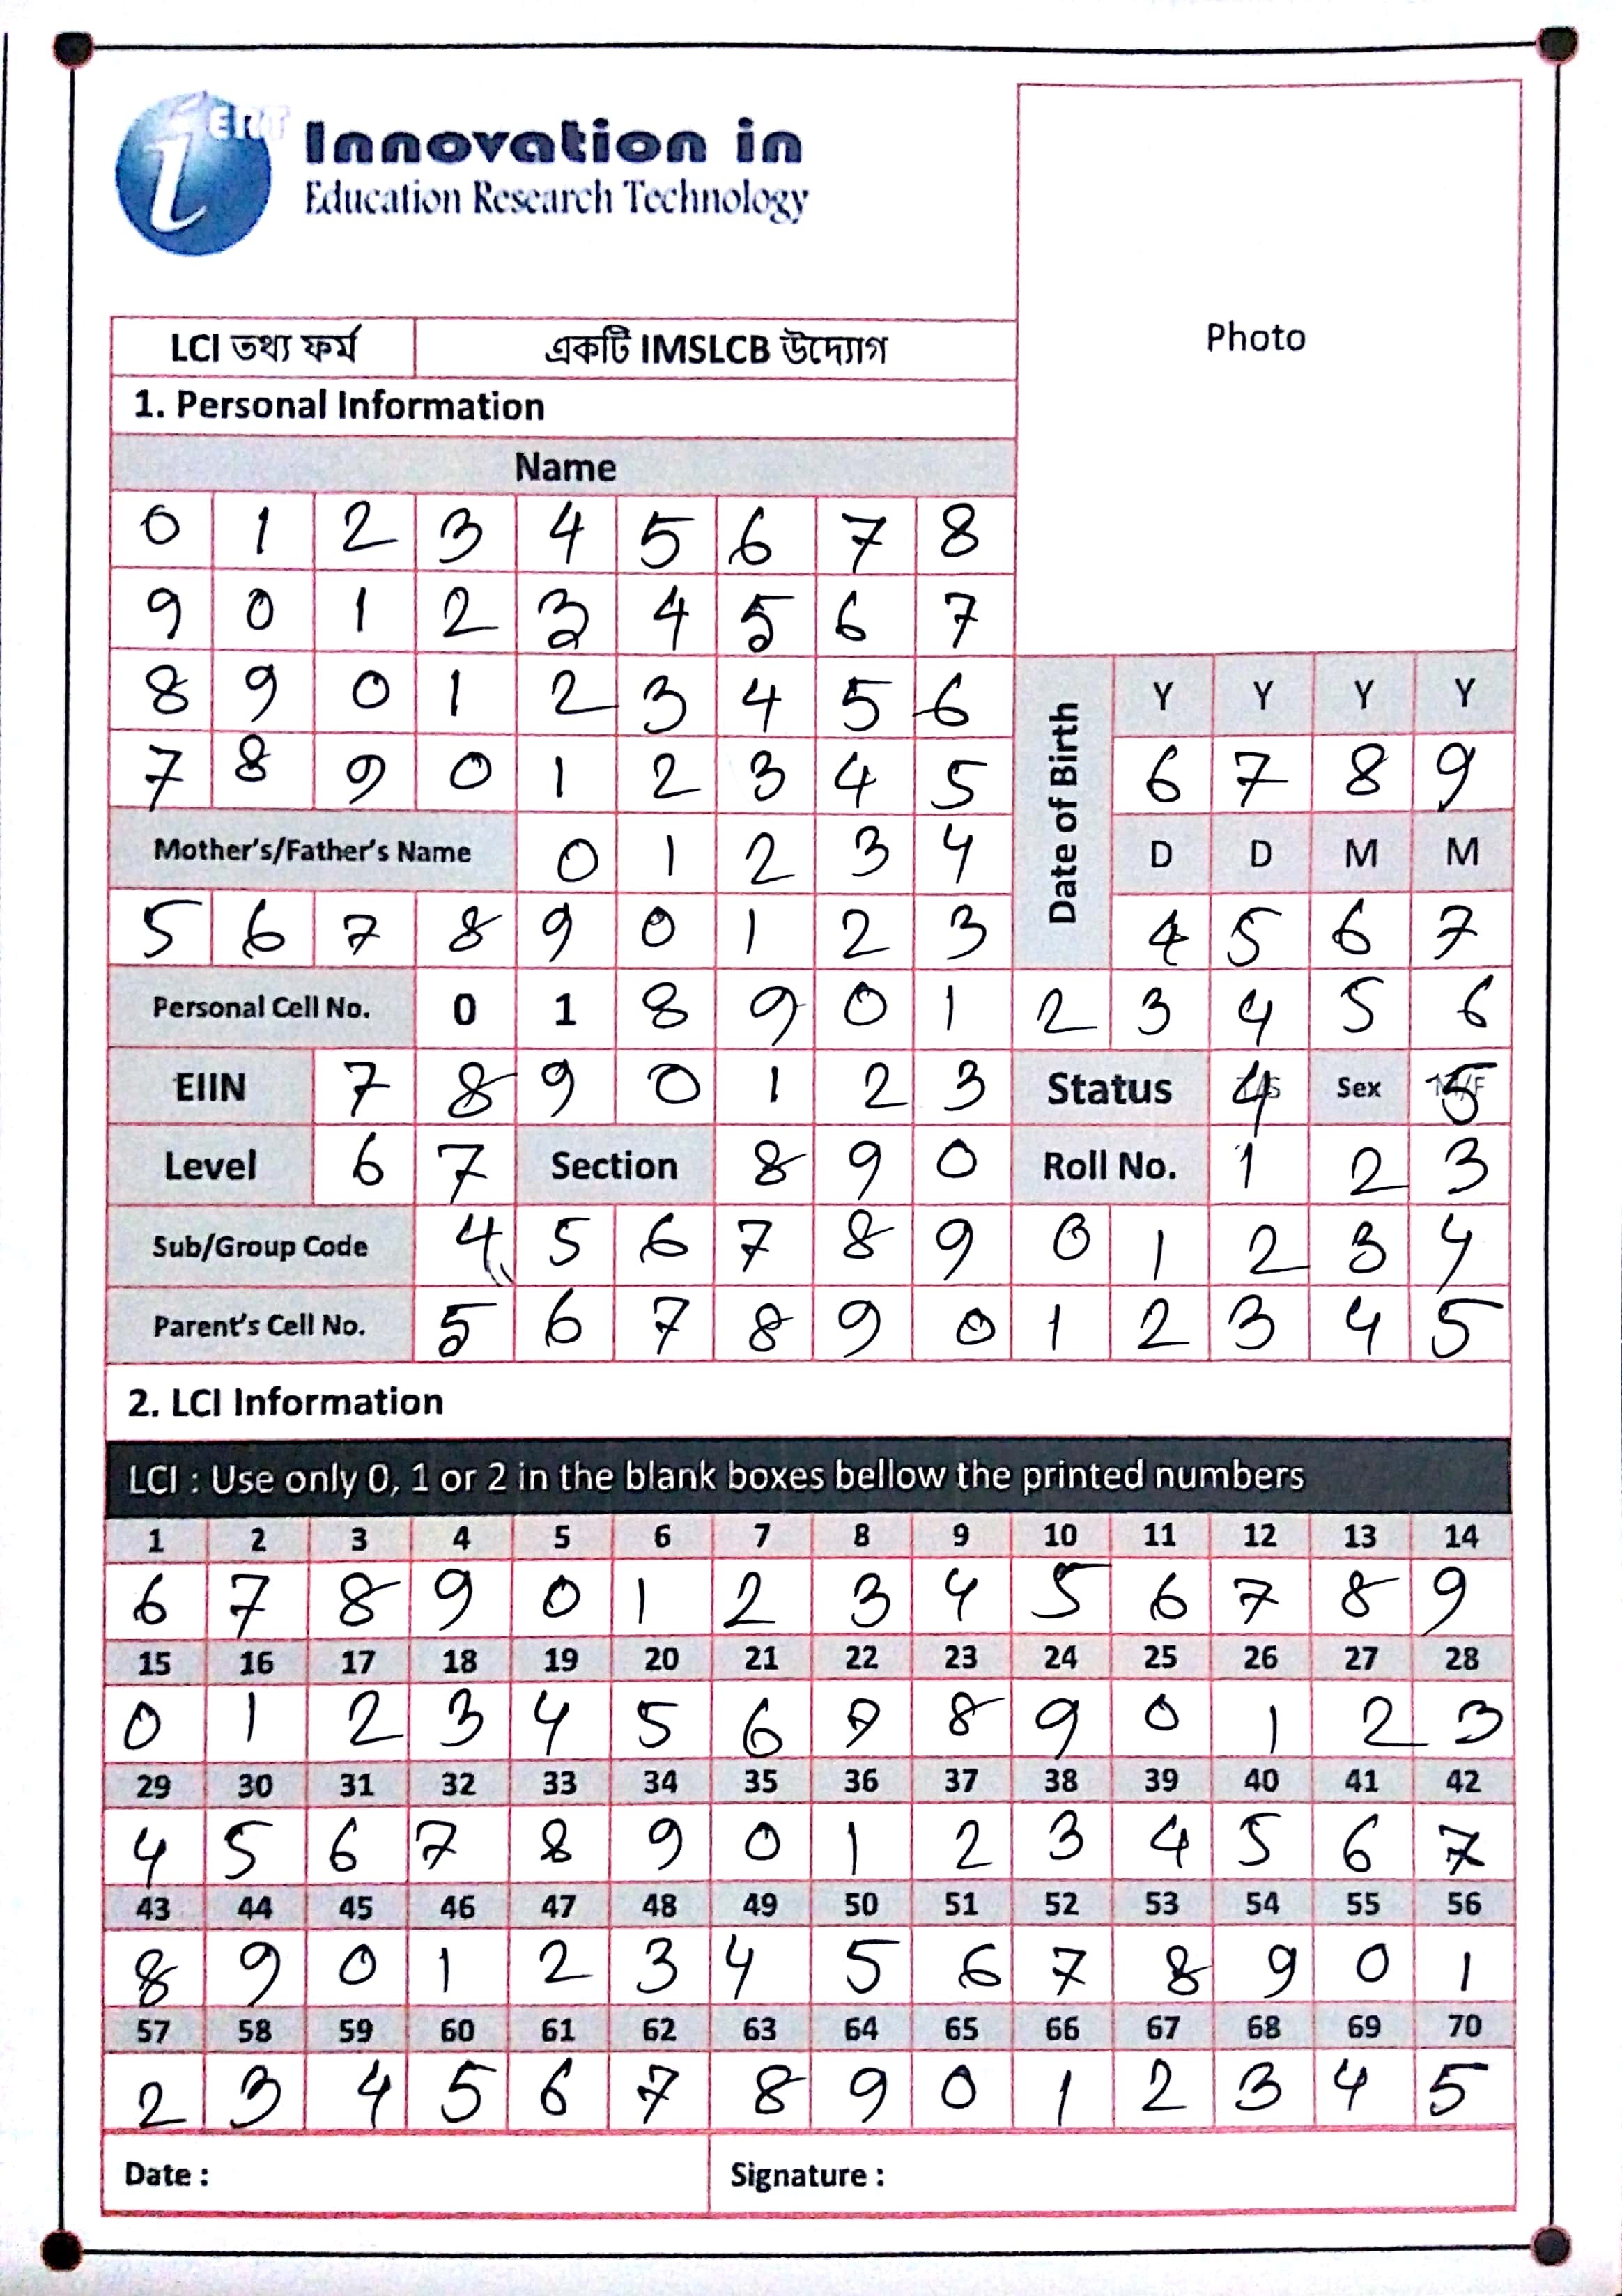 iERT Innovation in
Education Research Technology
Photo
LCI তথ্য ফর্ম একটি IMSLCB উদ্যোগ
1. Personal Information
Name
0 1 2 3 4 5 6 7 8
9 0 1 2 3 4 5 6 7
8 9 0 1 2 3 4 5 6
7 8 9 0 1 2 3 4 5
Date of Birth
Y Y Y Y
6 7 8 9
Mother's/Father's Name 0 1 2 3 4
D D M M
5 6 7 8 9 0 1 2 3
4 5 6 7
Personal Cell No. 0 1 8 9 0 1 2 3 4 5 6
EIIN 7 8 9 0 1 2 3 Status 4 Sex 5
Level 6 7 Section 8 9 0 Roll No. 1 2 3
Sub/Group Code 4 5 6 7 8 9 0 1 2 3 4
Parent's Cell No. 5 6 7 8 9 0 1 2 3 4 5
2. LCI Information
LCI : Use only 0, 1 or 2 in the blank boxes bellow the printed numbers
1 2 3 4 5 6 7 8 9 10 11 12 13 14
6 7 8 9 0 1 2 3 4 5 6 7 8 9
15 16 17 18 19 20 21 22 23 24 25 26 27 28
0 1 2 3 4 5 6 7 8 9 0 1 2 3
29 30 31 32 33 34 35 36 37 38 39 40 41 42
4 5 6 7 8 9 0 1 2 3 4 5 6 7
43 44 45 46 47 48 49 50 51 52 53 54 55 56
8 9 0 1 2 3 4 5 6 7 8 9 0 1
57 58 59 60 61 62 63 64 65 66 67 68 69 70
2 3 4 5 6 7 8 9 0 1 2 3 4 5
Date :
Signature :